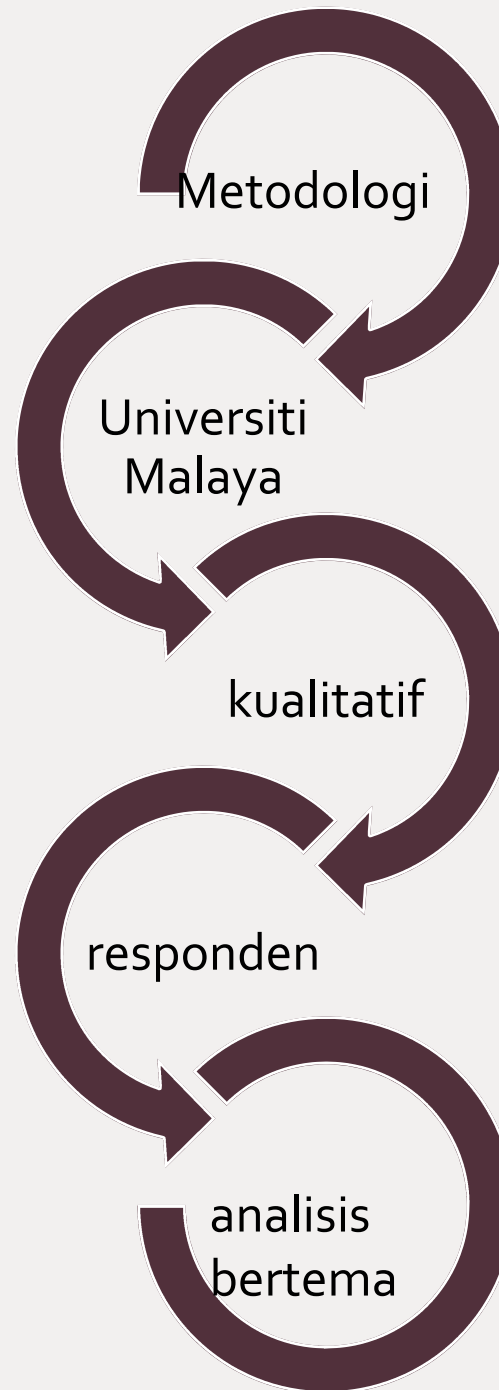 Metodologi
Universiti
Malaya
kualitatif
responden
analisis
bertema